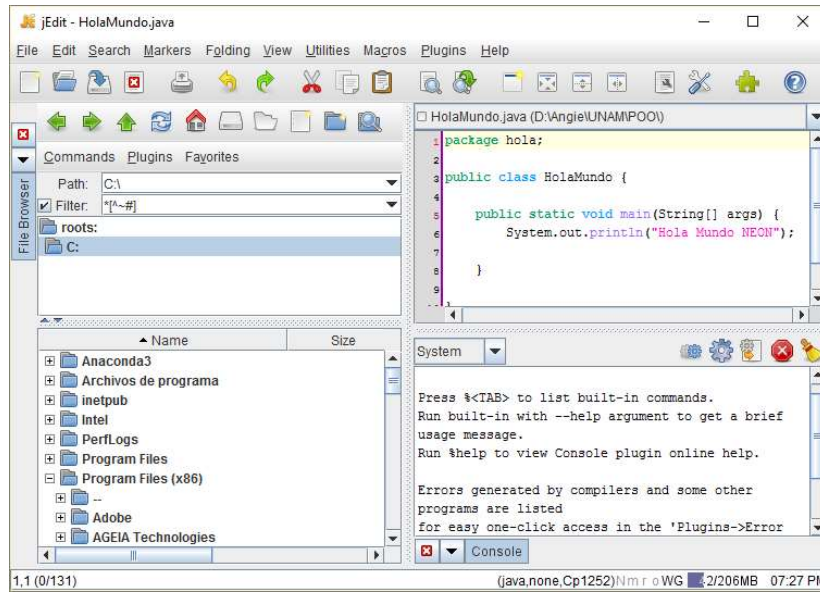 jEdit - HolaMundo.java
File Edit Search Markers Folding View Utilities Macros Plugins Help
File Browser
Commands Plugins Favorites
Path: C:\
Filter: *[^~#]
roots:
C:
Name Size
Anaconda3
Archivos de programa
inetpub
Intel
PerfLogs
Program Files
Program Files (x86)
--
Adobe
AGEIA Technologies
HolaMundo.java (D:\Angie\UNAM\POO\)
1 package hola;
2
3 public class HolaMundo {
4
5 public static void main(String[] args) {
6 System.out.println("Hola Mundo NEON");
7
8 }
9
System
Press %<TAB> to list built-in commands.
Run built-in with --help argument to get a brief
usage message.
Run %help to view Console plugin online help.
Errors generated by compilers and some other
programs are listed
for easy one-click access in the 'Plugins->Error
Console
1,1 (0/131)
(java,none,Cp1252)N m r o WG 42/206MB 07:27 PM